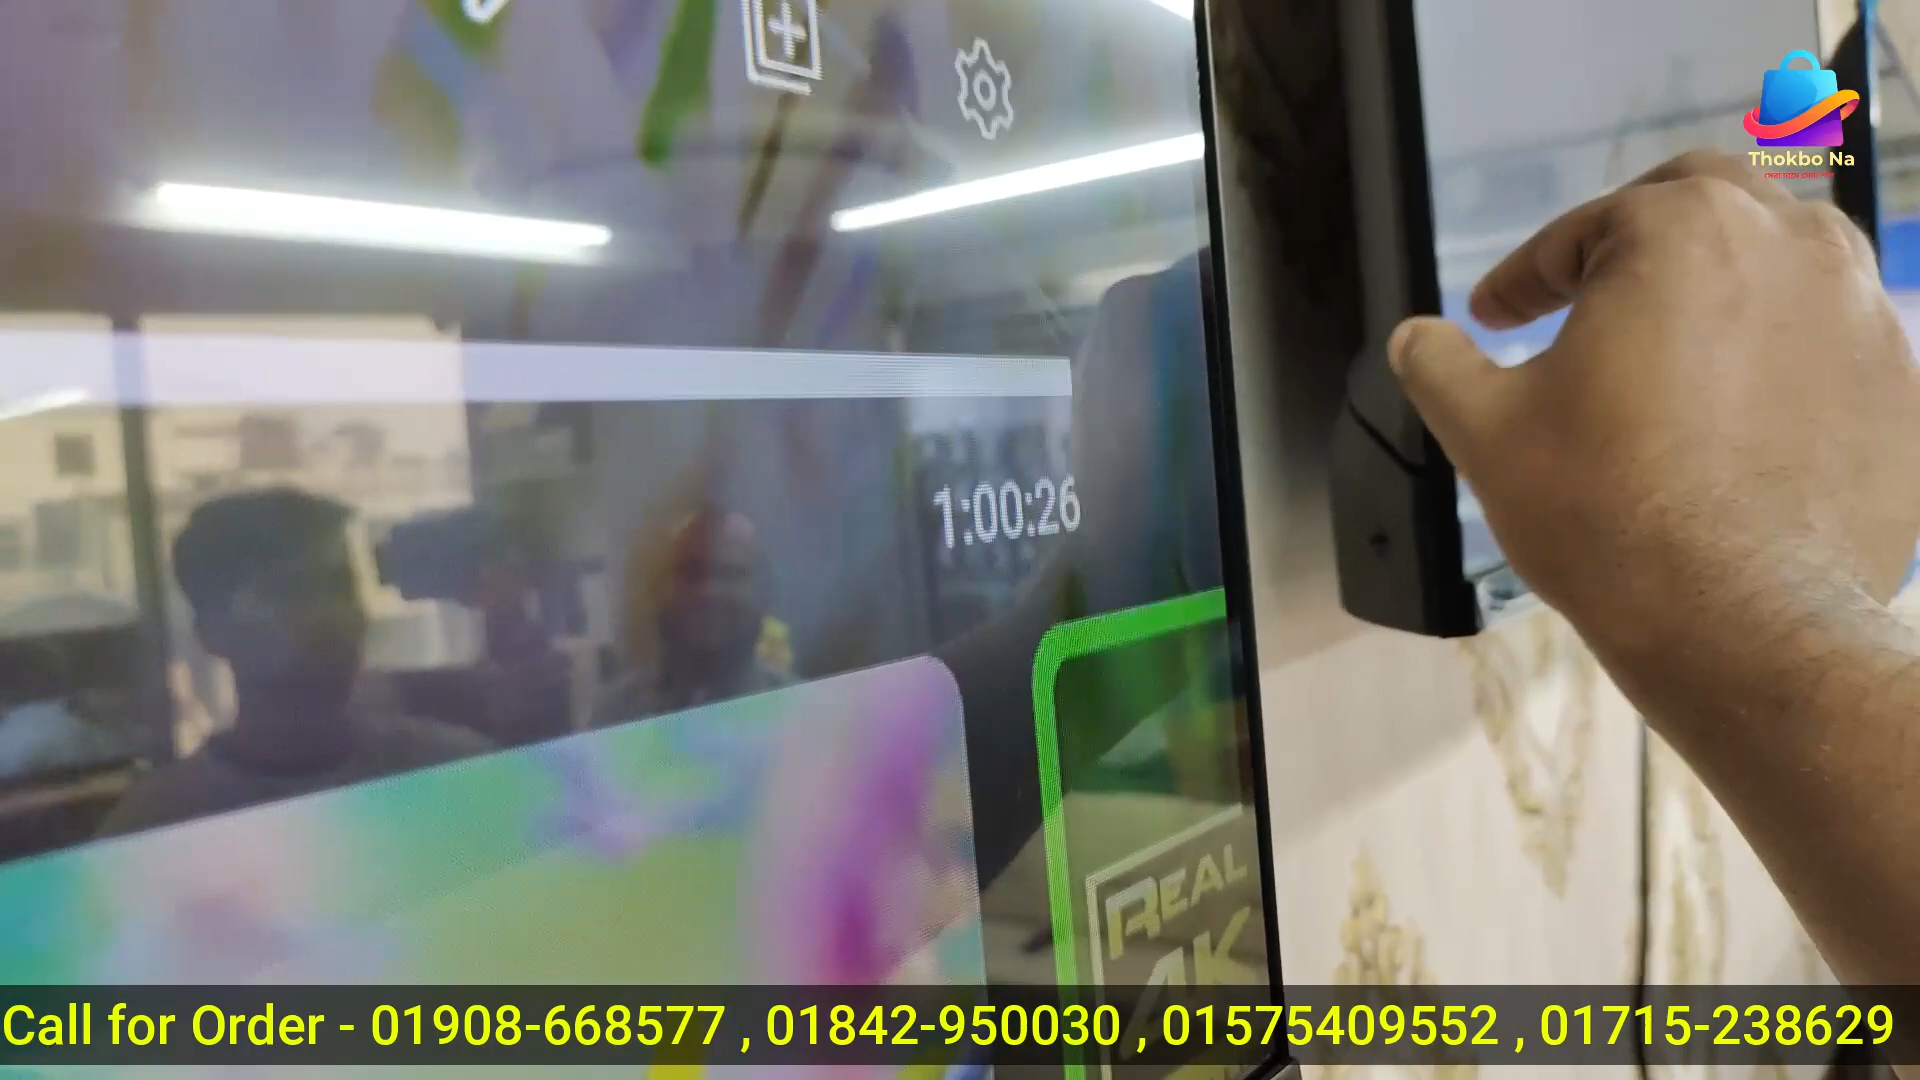 Thokbo Na
1:00:26
REAL
4K
Call for Order - 01908-668577 , 01842-950030 , 01575409552 , 01715-238629